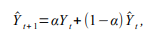 Ŷ_{t+1} = αY_t + (1 − α)Ŷ_t,